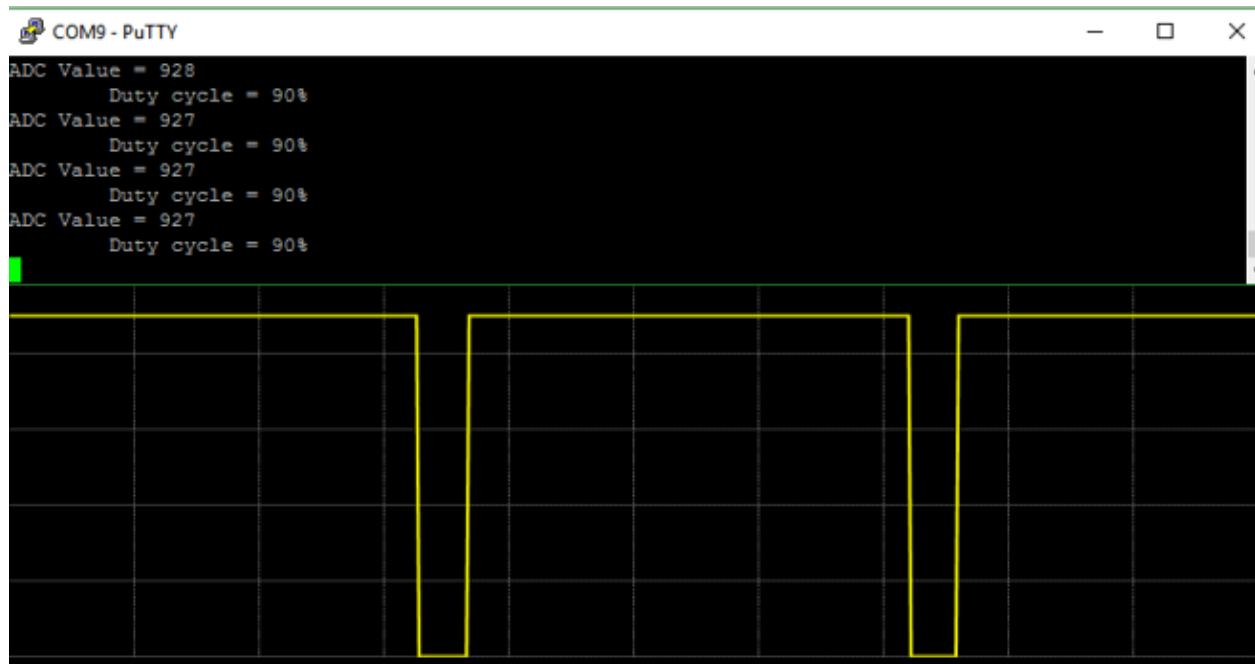 COM9 - PuTTY
ADC Value = 928
Duty cycle = 90%
ADC Value = 927
Duty cycle = 90%
ADC Value = 927
Duty cycle = 90%
ADC Value = 927
Duty cycle = 90%